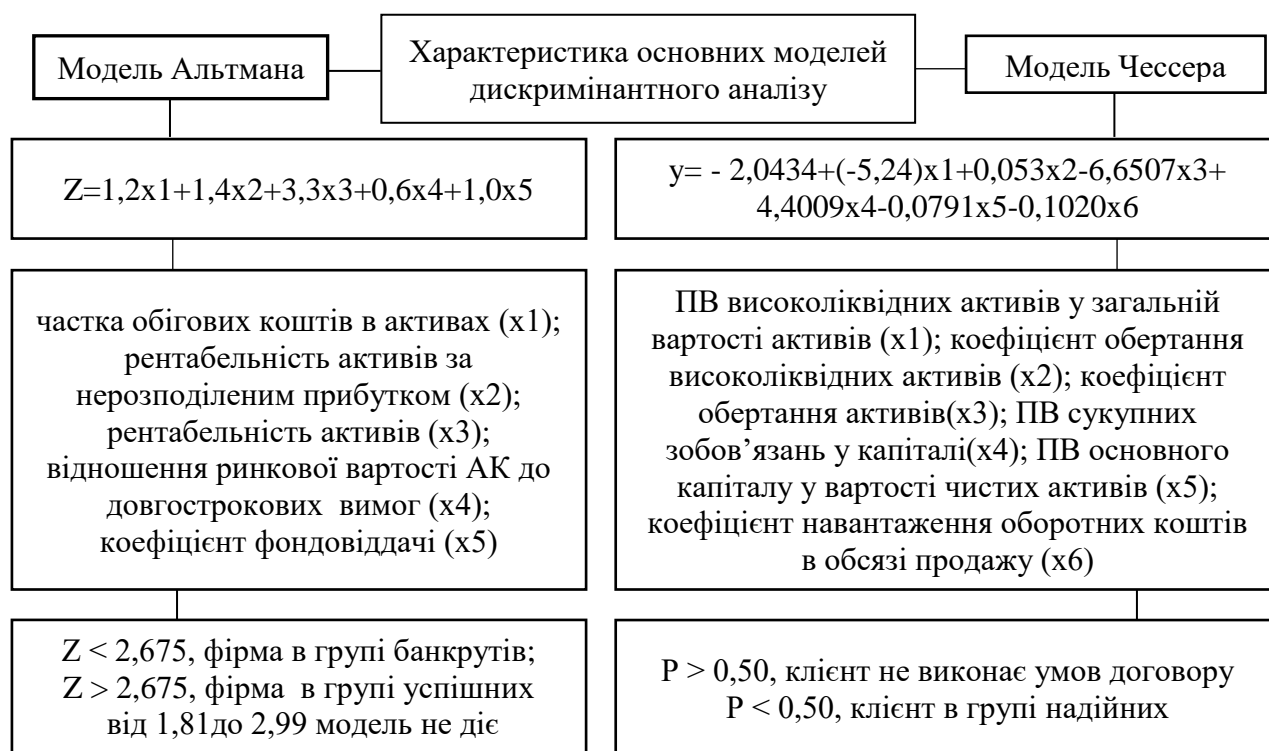 Характеристика основних моделей
дискримінантного аналізу
Модель Альтмана
Модель Чессера
Z=1,2x1+1,4x2+3,3x3+0,6x4+1,0x5
y= - 2,0434+(-5,24)x1+0,053x2-6,6507x3+
4,4009x4-0,0791x5-0,1020x6
частка обігових коштів в активах (x1);
рентабельність активів за
нерозподіленим прибутком (x2);
рентабельність активів (x3);
відношення ринкової вартості АК до
довгострокових вимог (x4);
коефіцієнт фондовіддачі (x5)
ПВ високоліквідних активів у загальній
вартості активів (x1); коефіцієнт обертання
високоліквідних активів (x2); коефіцієнт
обертання активів(x3); ПВ сукупних
зобов’язань у капіталі(x4); ПВ основного
капіталу у вартості чистих активів (x5);
коефіцієнт навантаження оборотних коштів
в обсязі продажу (x6)
Z < 2,675, фірма в групі банкрутів;
Z > 2,675, фірма в групі успішних
від 1,81до 2,99 модель не діє
P > 0,50, клієнт не виконає умов договору
P < 0,50, клієнт в групі надійних